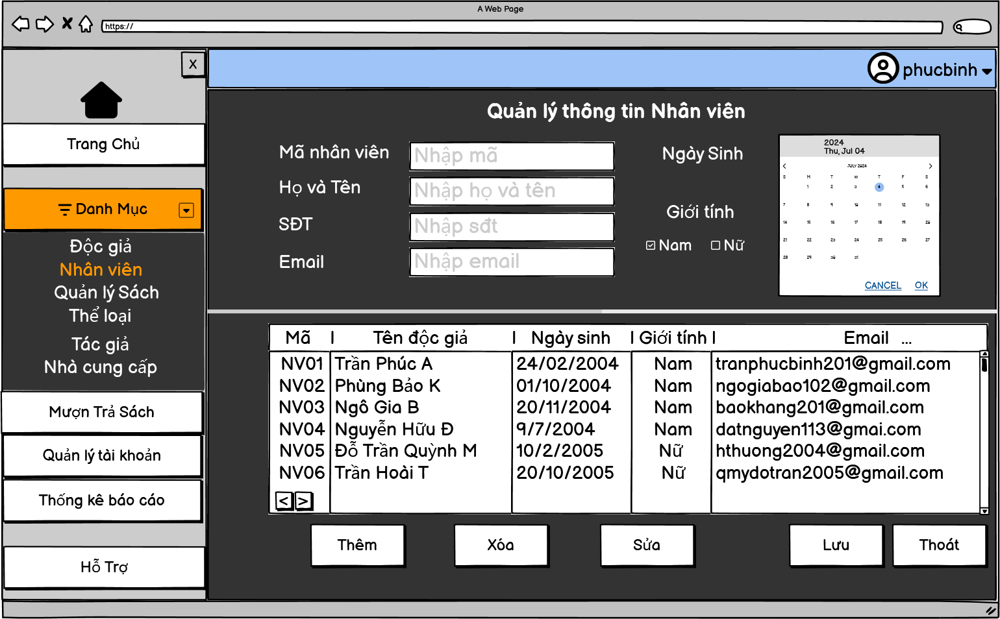 A Web Page
https://
X
phucbinh
Trang Chủ
Danh Mục
Độc giả
Nhân viên
Quản lý Sách
Thể loại
Tác giả
Nhà cung cấp
Mượn Trả Sách
Quản lý tài khoản
Thống kê báo cáo
Hỗ Trợ
Quản lý thông tin Nhân viên
Mã nhân viên
Nhập mã
Họ và Tên
Nhập họ và tên
SĐT
Nhập sđt
Email
Nhập email
Ngày Sinh
Giới tính
Nam Nữ
2024
Thu, Jul 04
< JULY 2024 >
S M T W T F S
1 2 3 4 5 6
7 8 9 10 11 12 13
14 15 16 17 18 19 20
21 22 23 24 25 26 27
28 29 30 31
CANCEL OK
Mã | Tên độc giả | Ngày sinh | Giới tính | Email ...
NV01 Trần Phúc A 24/02/2004 Nam tranphucbinh201@gmail.com
NV02 Phùng Bảo K 01/10/2004 Nam ngogiabao102@gmail.com
NV03 Ngô Gia B 20/11/2004 Nam baokhang201@gmail.com
NV04 Nguyễn Hữu Đ 9/7/2004 Nam datnguyen113@gmai.com
NV05 Đỗ Trần Quỳnh M 10/2/2005 Nữ hthuong2004@gmail.com
NV06 Trần Hoài T 20/10/2005 Nữ qmydotran2005@gmail.com
< >
Thêm
Xóa
Sửa
Lưu
Thoát